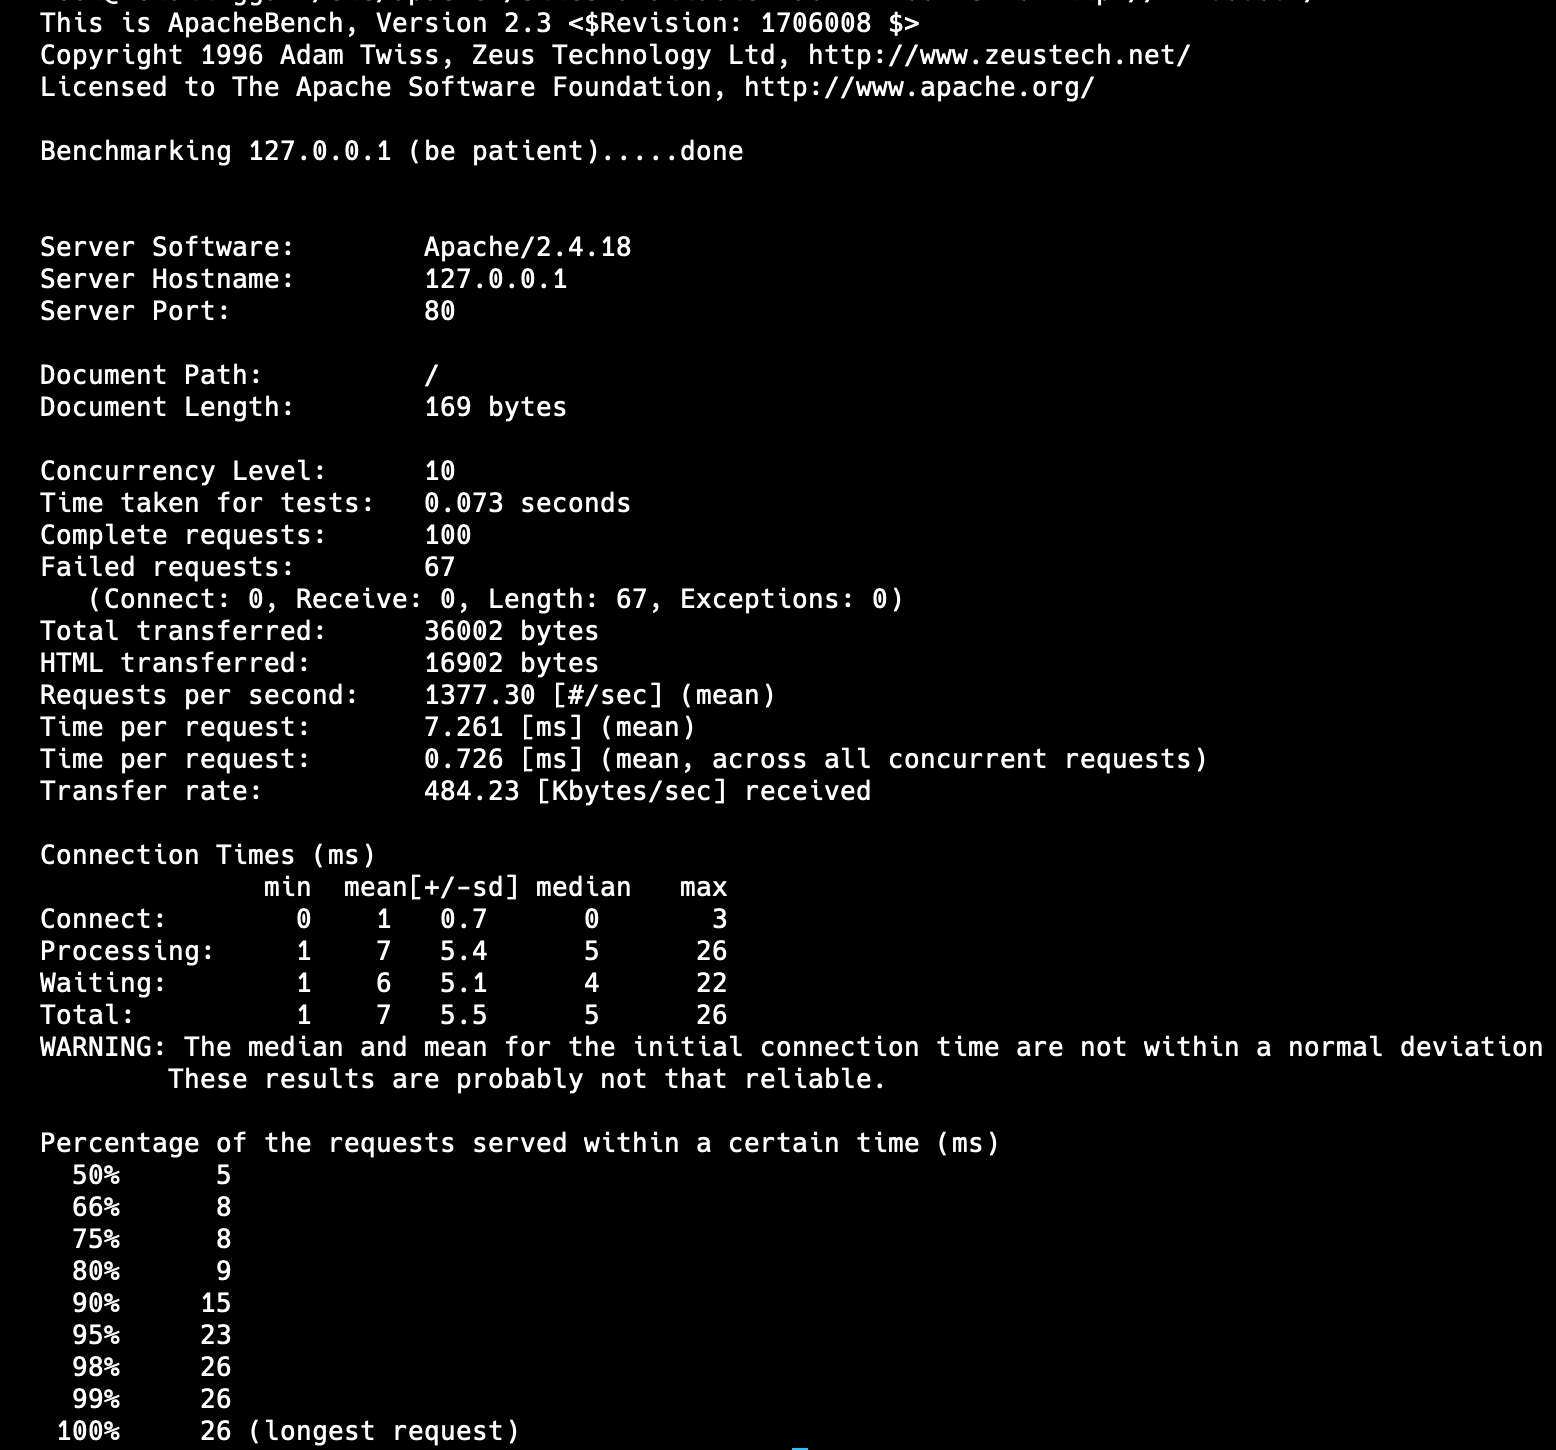 This is ApacheBench, Version 2.3 <$Revision: 1706008 $>
Copyright 1996 Adam Twiss, Zeus Technology Ltd, http://www.zeustech.net/
Licensed to The Apache Software Foundation, http://www.apache.org/

Benchmarking 127.0.0.1 (be patient).....done


Server Software:        Apache/2.4.18
Server Hostname:        127.0.0.1
Server Port:            80

Document Path:          /
Document Length:        169 bytes

Concurrency Level:      10
Time taken for tests:   0.073 seconds
Complete requests:      100
Failed requests:        67
   (Connect: 0, Receive: 0, Length: 67, Exceptions: 0)
Total transferred:      36002 bytes
HTML transferred:       16902 bytes
Requests per second:    1377.30 [#/sec] (mean)
Time per request:       7.261 [ms] (mean)
Time per request:       0.726 [ms] (mean, across all concurrent requests)
Transfer rate:          484.23 [Kbytes/sec] received

Connection Times (ms)
              min  mean[+/-sd] median   max
Connect:        0    1   0.7      0       3
Processing:     1    7   5.4      5      26
Waiting:        1    6   5.1      4      22
Total:          1    7   5.5      5      26
WARNING: The median and mean for the initial connection time are not within a normal deviation
        These results are probably not that reliable.

Percentage of the requests served within a certain time (ms)
  50%      5
  66%      8
  75%      8
  80%      9
  90%     15
  95%     23
  98%     26
  99%     26
 100%     26 (longest request)